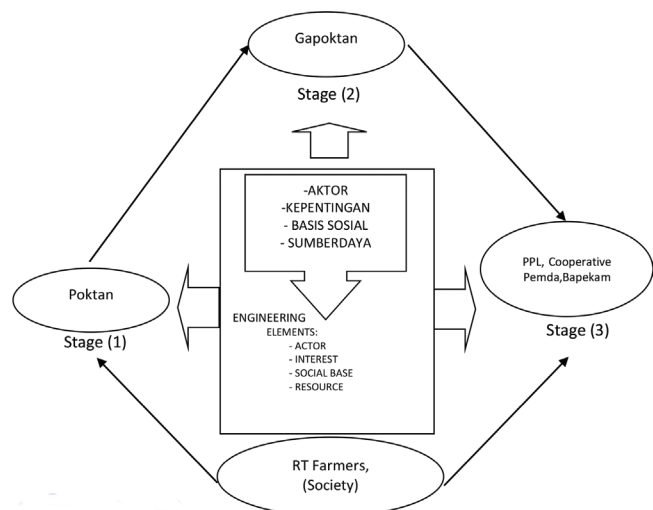 Gapoktan
Stage (2)
-AKTOR
-KEPENTINGAN
- BASIS SOSIAL
- SUMBERDAYA
PPL, Cooperative
Pemda,Bapekam
Stage (3)
Poktan
Stage (1)
ENGINEERING
ELEMENTS:
- ACTOR
- INTEREST
- SOCIAL BASE
- RESOURCE
RT Farmers,
(Society)